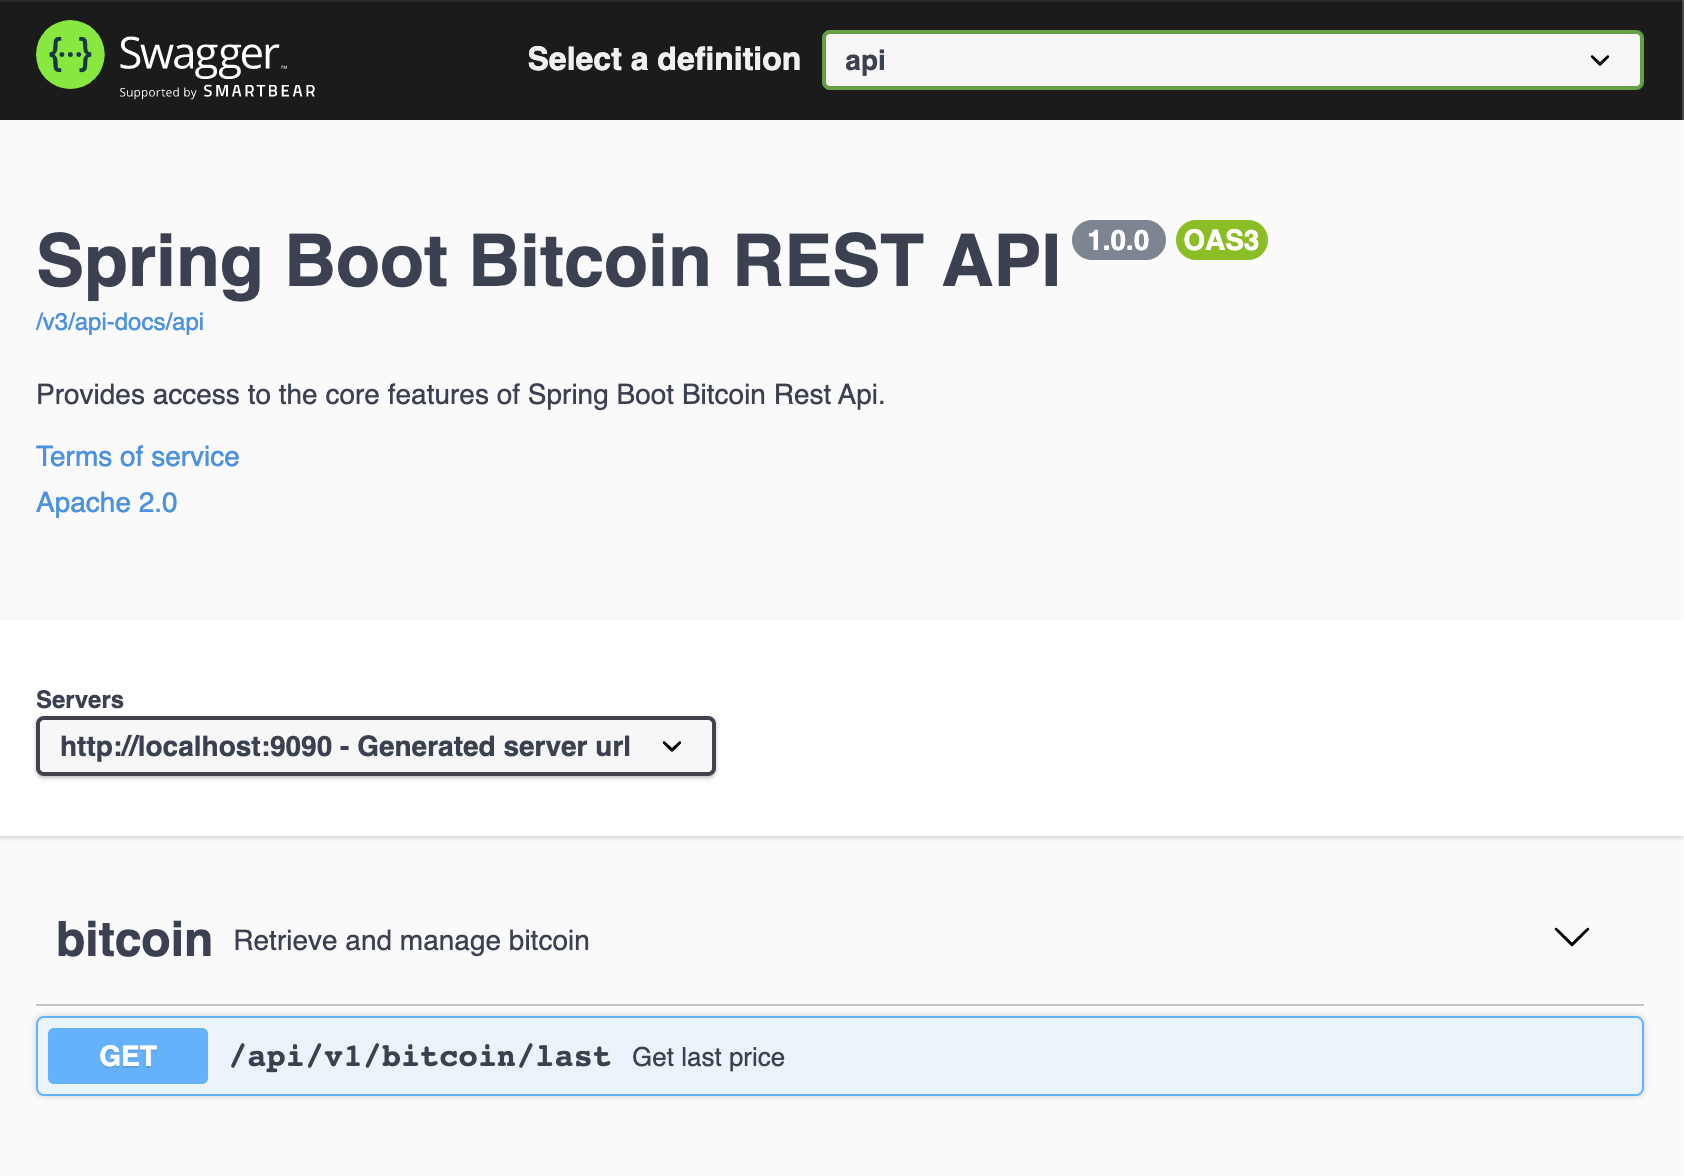 {···} Swagger™
Supported by SMARTBEAR
Select a definition
api
Spring Boot Bitcoin REST API 1.0.0 OAS3
/v3/api-docs/api
Provides access to the core features of Spring Boot Bitcoin Rest Api.
Terms of service
Apache 2.0
Servers
http://localhost:9090 - Generated server url
bitcoin Retrieve and manage bitcoin
GET /api/v1/bitcoin/last Get last price